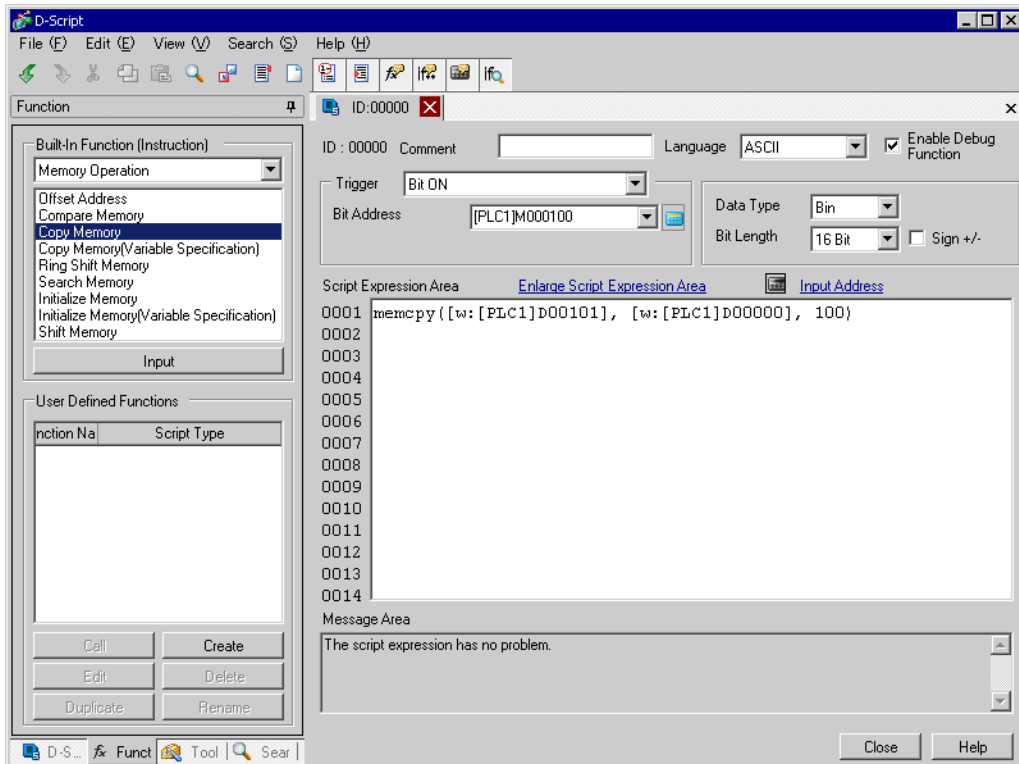 D-Script
File (F) Edit (E) View (V) Search (S) Help (H)
Function
ID:00000
Built-In Function (Instruction)
Memory Operation
Offset Address
Compare Memory
Copy Memory
Copy Memory(Variable Specification)
Ring Shift Memory
Search Memory
Initialize Memory
Initialize Memory(Variable Specification)
Shift Memory
Input
User Defined Functions
nction Na Script Type
Call Create
Edit Delete
Duplicate Rename
D-S... fx Funct Tool Sear
ID : 00000 Comment Language ASCII Enable Debug
Function
Trigger Bit ON
Bit Address [PLC1]M000100
Data Type Bin
Bit Length 16 Bit Sign +/-
Script Expression Area Enlarge Script Expression Area Input Address
0001 memcpy([w:[PLC1]D00101], [w:[PLC1]D00000], 100)
0002
0003
0004
0005
0006
0007
0008
0009
0010
0011
0012
0013
0014
Message Area
The script expression has no problem.
Close Help